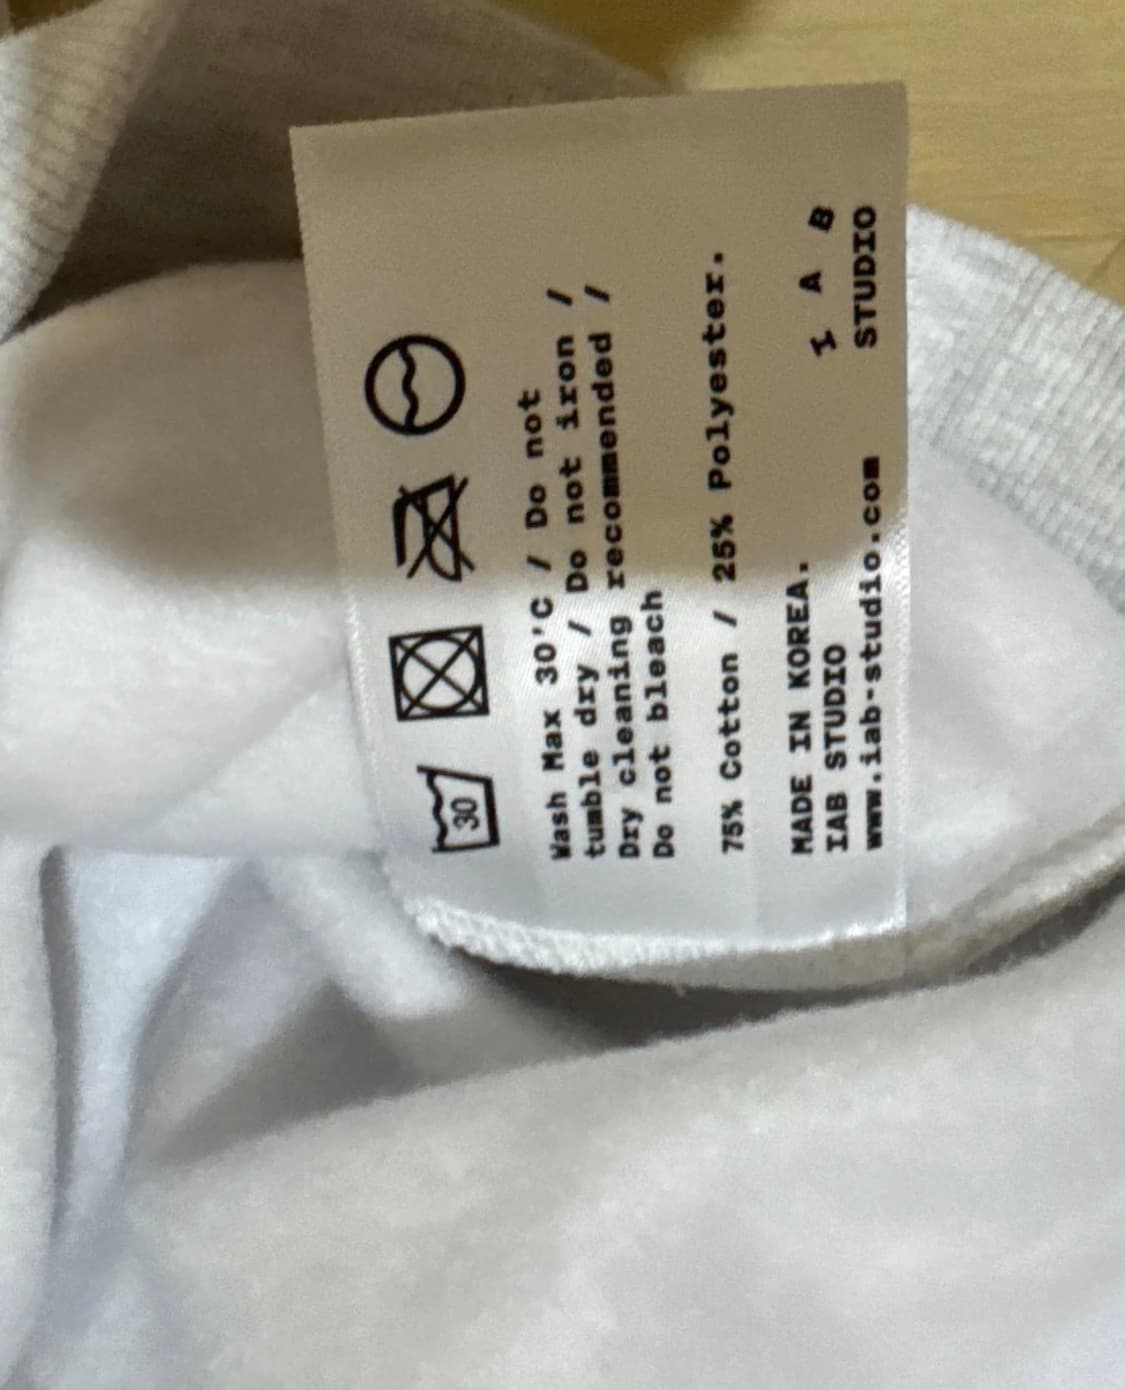 30
Wash Max 30'C / Do not
tumble dry / Do not iron /
Dry cleaning recommended /
Do not bleach
75% Cotton / 25% Polyester.
MADE IN KOREA.
IAB STUDIO
www.iab-studio.com
I A B
STUDIO